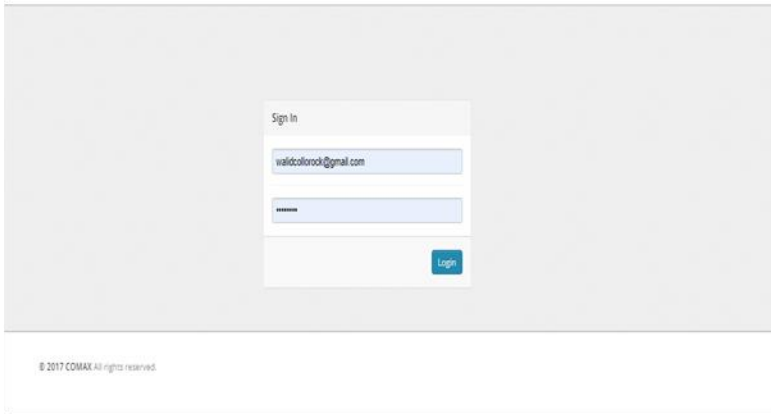 Sign In
walidcollorock@gmail.com
••••••••
Login
© 2017 COMAX All rights reserved.